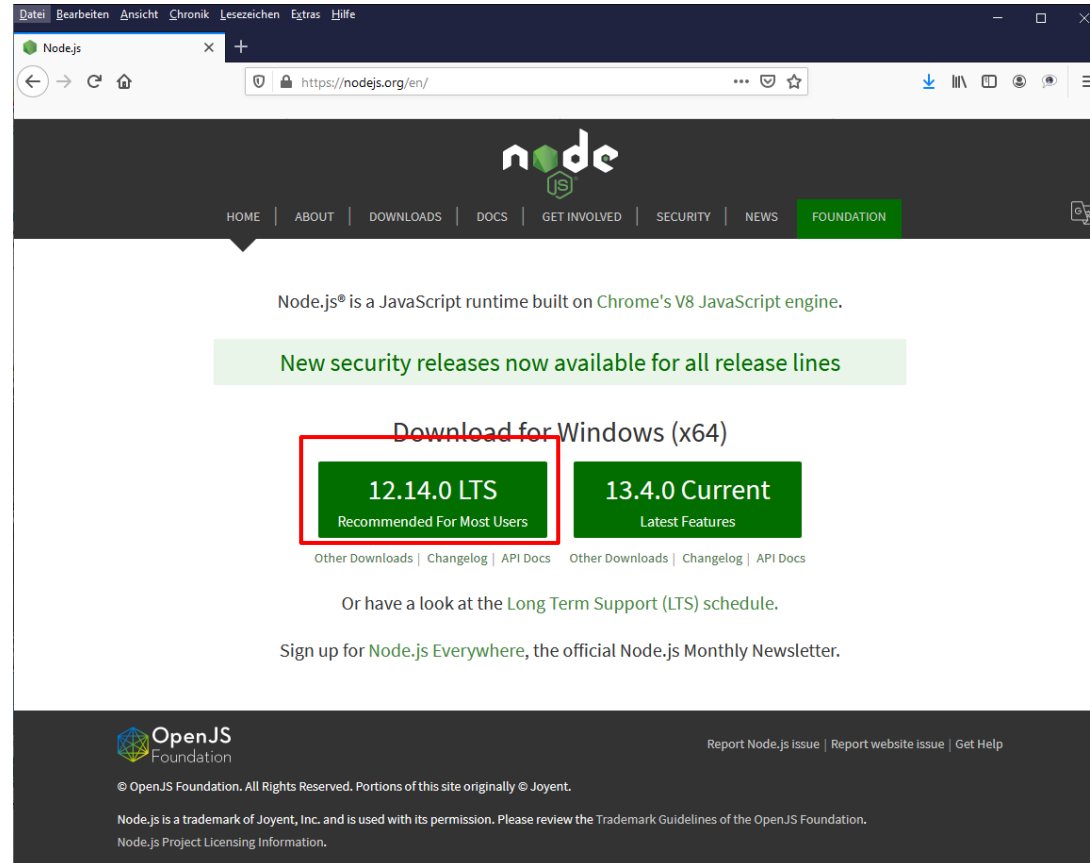 Datei Bearbeiten Ansicht Chronik Lesezeichen Extras Hilfe
Node.js
https://nodejs.org/en/
node
JS
HOME | ABOUT | DOWNLOADS | DOCS | GET INVOLVED | SECURITY | NEWS FOUNDATION
Node.js® is a JavaScript runtime built on Chrome's V8 JavaScript engine.
New security releases now available for all release lines
Download for Windows (x64)
12.14.0 LTS
Recommended For Most Users
13.4.0 Current
Latest Features
Other Downloads | Changelog | API Docs Other Downloads | Changelog | API Docs
Or have a look at the Long Term Support (LTS) schedule.
Sign up for Node.js Everywhere, the official Node.js Monthly Newsletter.
OpenJS
Foundation
Report Node.js issue | Report website issue | Get Help
© OpenJS Foundation. All Rights Reserved. Portions of this site originally © Joyent.
Node.js is a trademark of Joyent, Inc. and is used with its permission. Please review the Trademark Guidelines of the OpenJS Foundation.
Node.js Project Licensing Information.